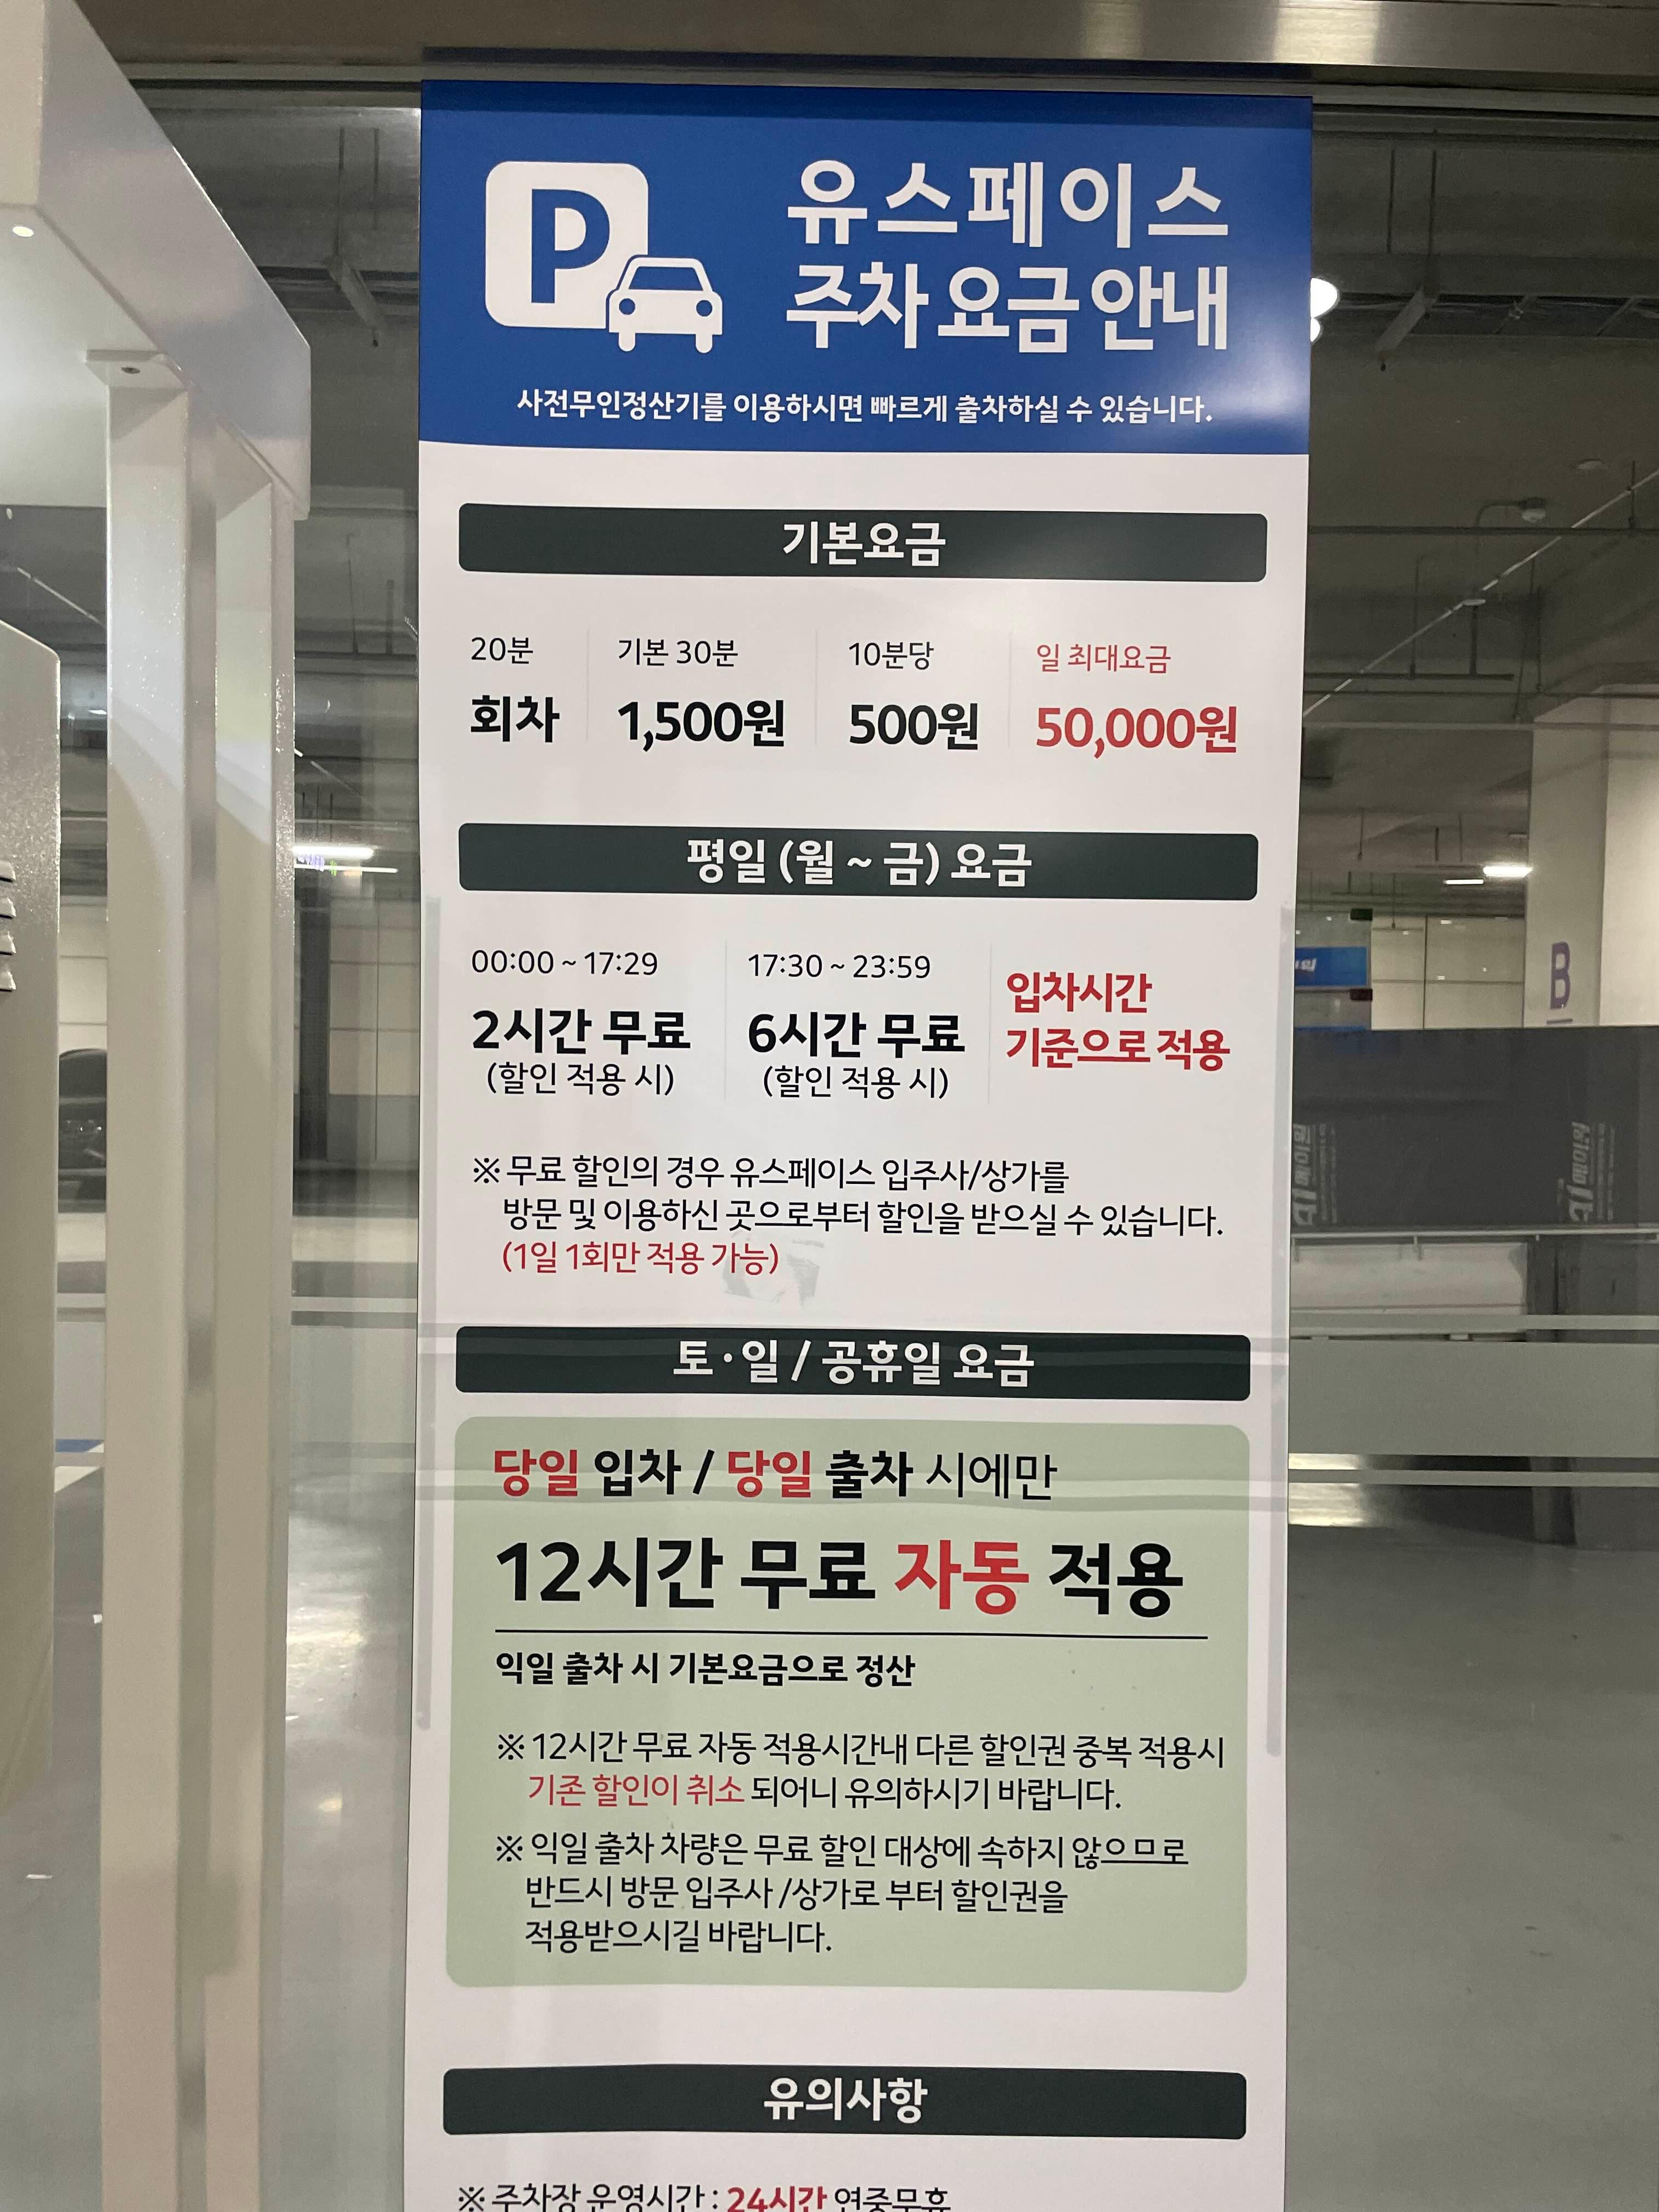 유스페이스
주차 요금 안내
사전무인정산기를 이용하시면 빠르게 출차하실 수 있습니다.
기본요금
20분 기본 30분 10분당 일 최대요금
회차 1,500원 500원 50,000원
평일 (월 ~ 금) 요금
00:00 ~ 17:29 17:30 ~ 23:59
2시간 무료 6시간 무료
(할인 적용 시) (할인 적용 시)
입차시간
기준으로 적용
※ 무료 할인의 경우 유스페이스 입주사/상가를
방문 및 이용하신 곳으로부터 할인을 받으실 수 있습니다.
(1일 1회만 적용 가능)
토·일 / 공휴일 요금
당일 입차 / 당일 출차 시에만
12시간 무료 자동 적용
익일 출차 시 기본요금으로 정산
※ 12시간 무료 자동 적용시간내 다른 할인권 중복 적용시
기존 할인이 취소 되어니 유의하시기 바랍니다.
※ 익일 출차 차량은 무료 할인 대상에 속하지 않으므로
반드시 방문 입주사 /상가로 부터 할인권을
적용받으시길 바랍니다.
유의사항
※ 주차장 운영시간 : 24시간 연중무휴
B